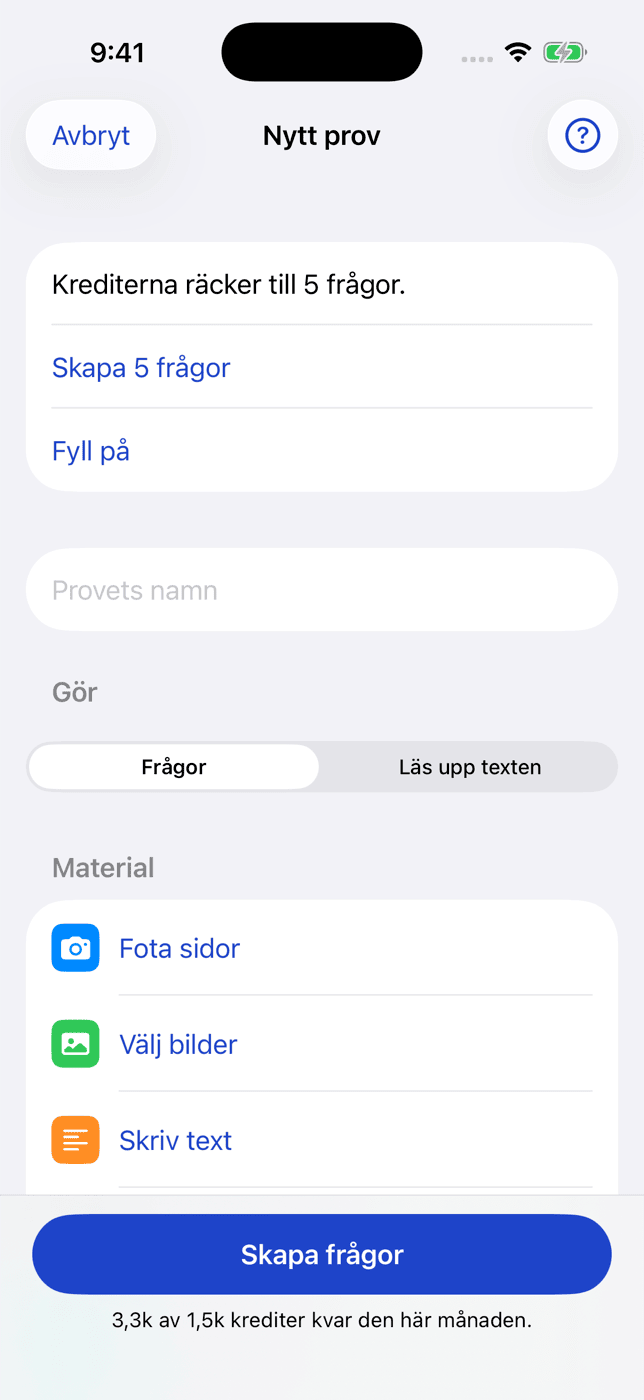 9:41
Avbryt
Nytt prov
?
Krediterna räcker till 5 frågor.
Skapa 5 frågor
Fyll på
Provets namn
Gör
Frågor
Läs upp texten
Material
Fota sidor
Välj bilder
Skriv text
Skapa frågor
3,3k av 1,5k krediter kvar den här månaden.